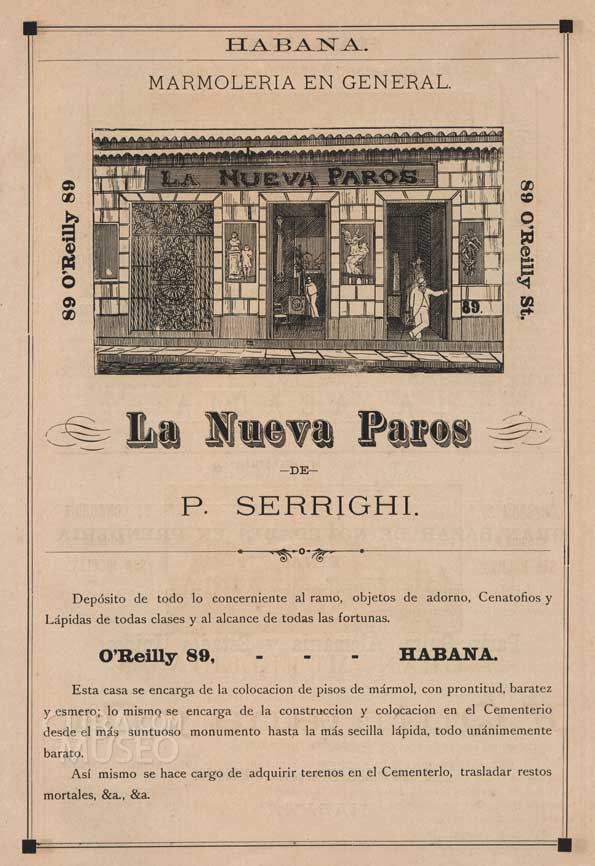 HABANA.
MARMOLERIA EN GENERAL.
LA NUEVA PAROS
89 O'Reilly 89
89 O'Reilly St.
89.
La Nueva Paros
—DE—
P. SERRIGHI.
Depósito de todo lo concerniente al ramo, objetos de adorno, Cenatofios y
Lápidas de todas clases y al alcance de todas las fortunas.
O'Reilly 89, - - - HABANA.
Esta casa se encarga de la colocacion de pisos de mármol, con prontitud, baratez
y esmero; lo mismo se encarga de la construccion y colocacion en el Cementerio
desde el más suntuoso monumento hasta la más secilla lápida, todo unánimemente
barato.
Así mismo se hace cargo de adquirir terenos en el Cementerlo, trasladar restos
mortales, &a., &a.
CUBA COM
MUSEO